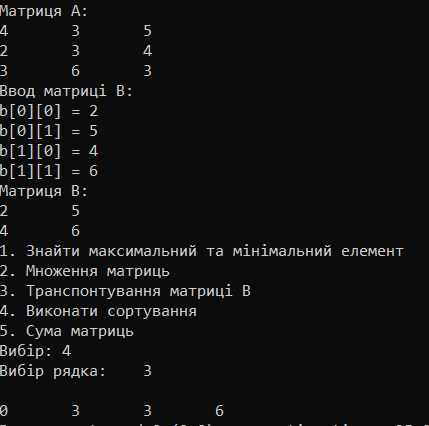 Матриця A:
4 3 5
2 3 4
3 6 3
Ввод матриці B:
b[0][0] = 2
b[0][1] = 5
b[1][0] = 4
b[1][1] = 6
Матриця B:
2 5
4 6
1. Знайти максимальний та мінімальний елемент
2. Множення матриць
3. Транспонтування матриці B
4. Виконати сортування
5. Сума матриць
Вибір: 4
Вибір рядка: 3
0 3 3 6